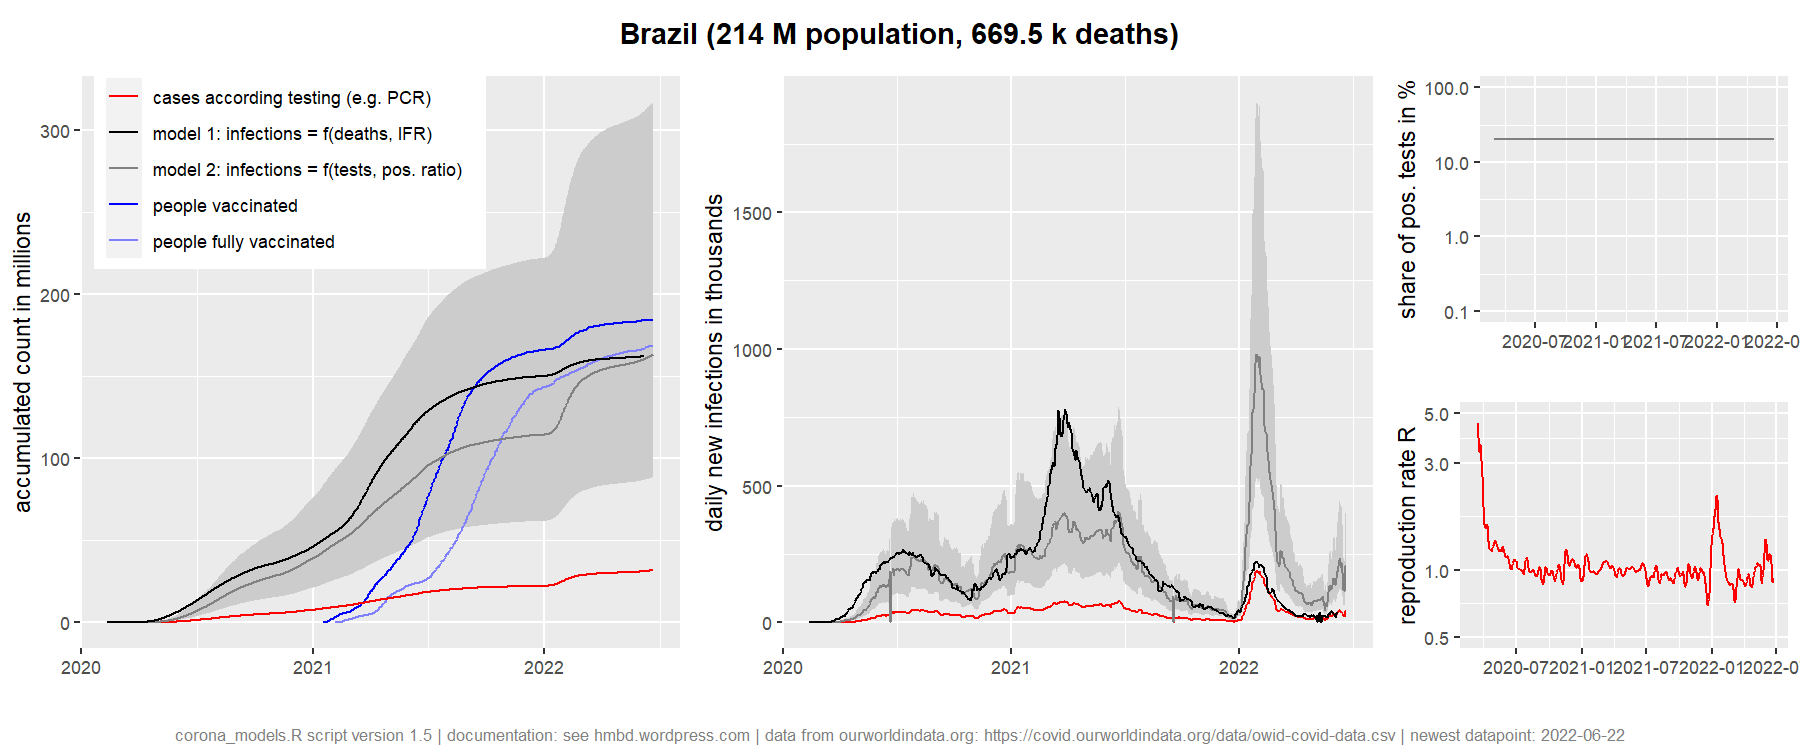 Brazil (214 M population, 669.5 k deaths)
accumulated count in millions
300
200
100
0
2020
2021
2022
cases according testing (e.g. PCR)
model 1: infections = f(deaths, IFR)
model 2: infections = f(tests, pos. ratio)
people vaccinated
people fully vaccinated
daily new infections in thousands
1500
1000
500
0
2020
2021
2022
share of pos. tests in %
100.0
10.0
1.0
0.1
2020-07
2021-01
2021-07
2022-01
2022-0
reproduction rate R
5.0
3.0
1.0
0.5
2020-07
2021-01
2021-07
2022-01
2022-0
corona_models.R script version 1.5 | documentation: see hmbd.wordpress.com | data from ourworldindata.org: https://covid.ourworldindata.org/data/owid-covid-data.csv | newest datapoint: 2022-06-22